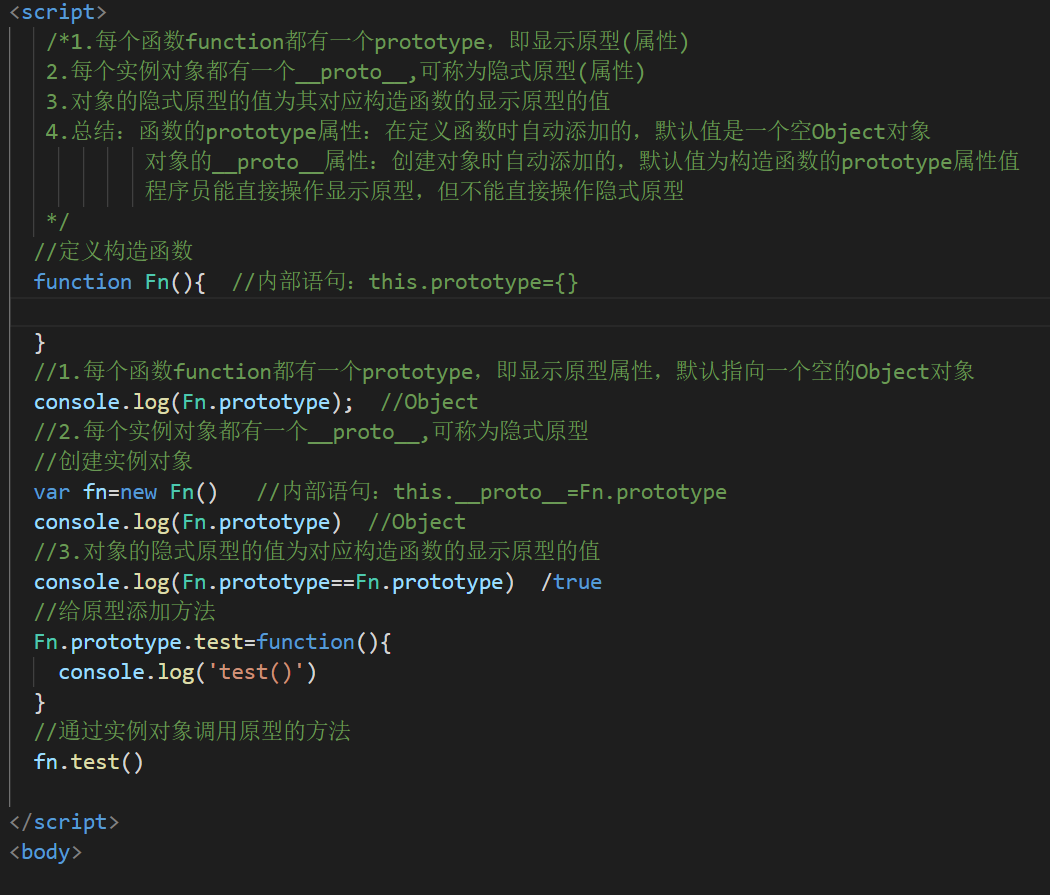 <script>
/*1.每个函数function都有一个prototype，即显示原型(属性)
2.每个实例对象都有一个__proto__,可称为隐式原型(属性)
3.对象的隐式原型的值为其对应构造函数的显示原型的值
4.总结：函数的prototype属性：在定义函数时自动添加的，默认值是一个空Object对象
对象的__proto__属性：创建对象时自动添加的，默认值为构造函数的prototype属性值
程序员能直接操作显示原型，但不能直接操作隐式原型
*/
//定义构造函数
function Fn(){  //内部语句：this.prototype={}
}
//1.每个函数function都有一个prototype，即显示原型属性，默认指向一个空的Object对象
console.log(Fn.prototype);  //Object
//2.每个实例对象都有一个__proto__,可称为隐式原型
//创建实例对象
var fn=new Fn()   //内部语句：this.__proto__=Fn.prototype
console.log(Fn.prototype)  //Object
//3.对象的隐式原型的值为对应构造函数的显示原型的值
console.log(Fn.prototype==Fn.prototype)  /true
//给原型添加方法
Fn.prototype.test=function(){
console.log('test()')
}
//通过实例对象调用原型的方法
fn.test()
</script>
<body>